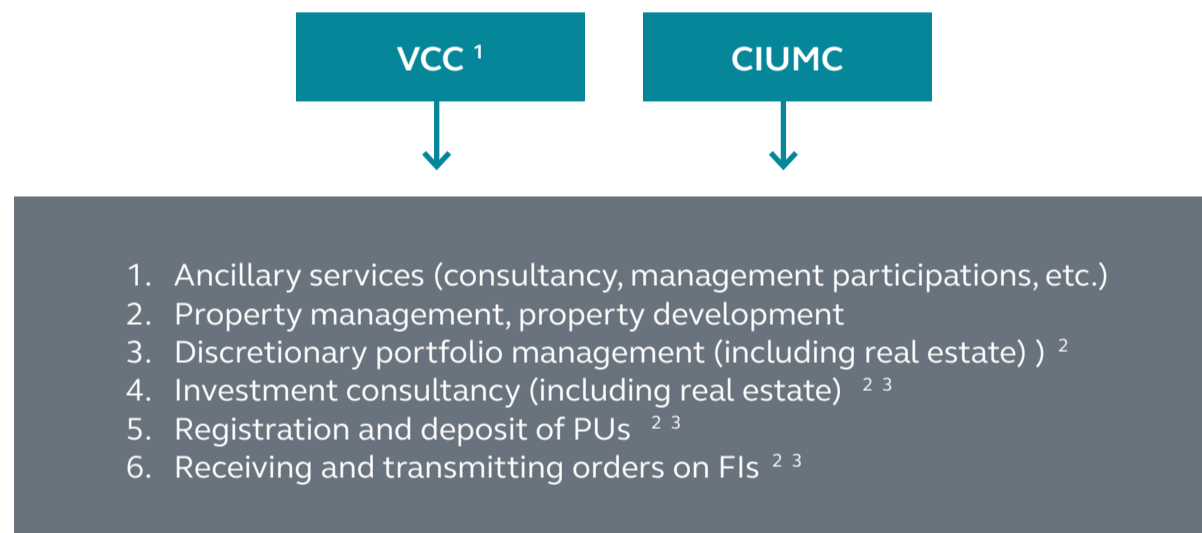 VCC ¹
CIUMC
1. Ancillary services (consultancy, management participations, etc.)
2. Property management, property development
3. Discretionary portfolio management (including real estate) ) ²
4. Investment consultancy (including real estate) ² ³
5. Registration and deposit of PUs ² ³
6. Receiving and transmitting orders on FIs ² ³